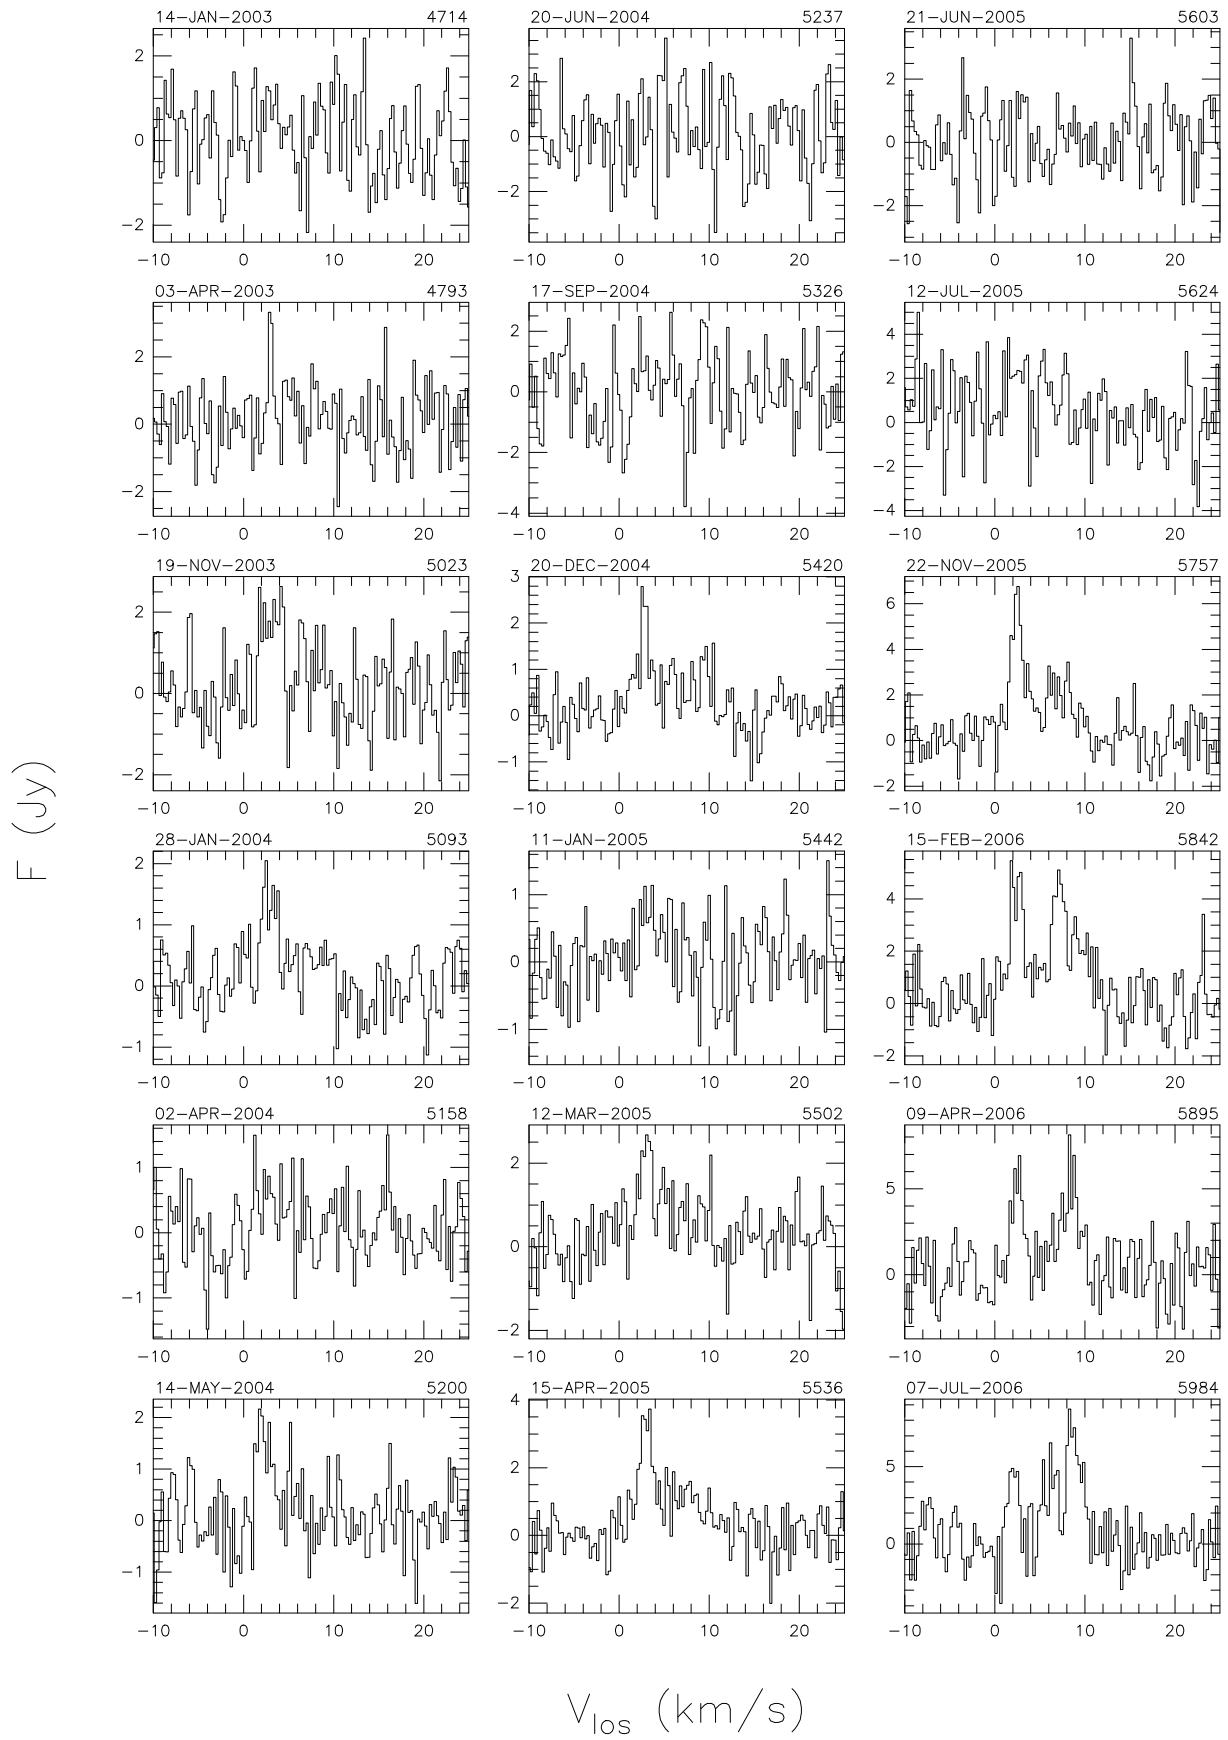 14-JAN-2003 4714 20-JUN-2004 5237 21-JUN-2005 5603
2 2 2
0 0 0
-2 -2 -2
-10 0 10 20 -10 0 10 20 -10 0 10 20
03-APR-2003 4793 17-SEP-2004 5326 12-JUL-2005 5624
2 2 4
0 0 2
-2 -2 0
-4 -2
-4
-10 0 10 20 -10 0 10 20 -10 0 10 20
19-NOV-2003 5023 20-DEC-2004 5420 22-NOV-2005 5757
2 3 6
0 2 4
-2 1 2
0 0
-1 -2
-10 0 10 20 -10 0 10 20 -10 0 10 20
F (Jy)
28-JAN-2004 5093 11-JAN-2005 5442 15-FEB-2006 5842
2 1 4
1 0 2
0 -1 0
-1 -2
-10 0 10 20 -10 0 10 20 -10 0 10 20
02-APR-2004 5158 12-MAR-2005 5502 09-APR-2006 5895
1 2 5
0 0 0
-1 -2
-10 0 10 20 -10 0 10 20 -10 0 10 20
14-MAY-2004 5200 15-APR-2005 5536 07-JUL-2006 5984
2 4 5
1 2 0
0 0
-1 -2
-10 0 10 20 -10 0 10 20 -10 0 10 20
V_los (km/s)